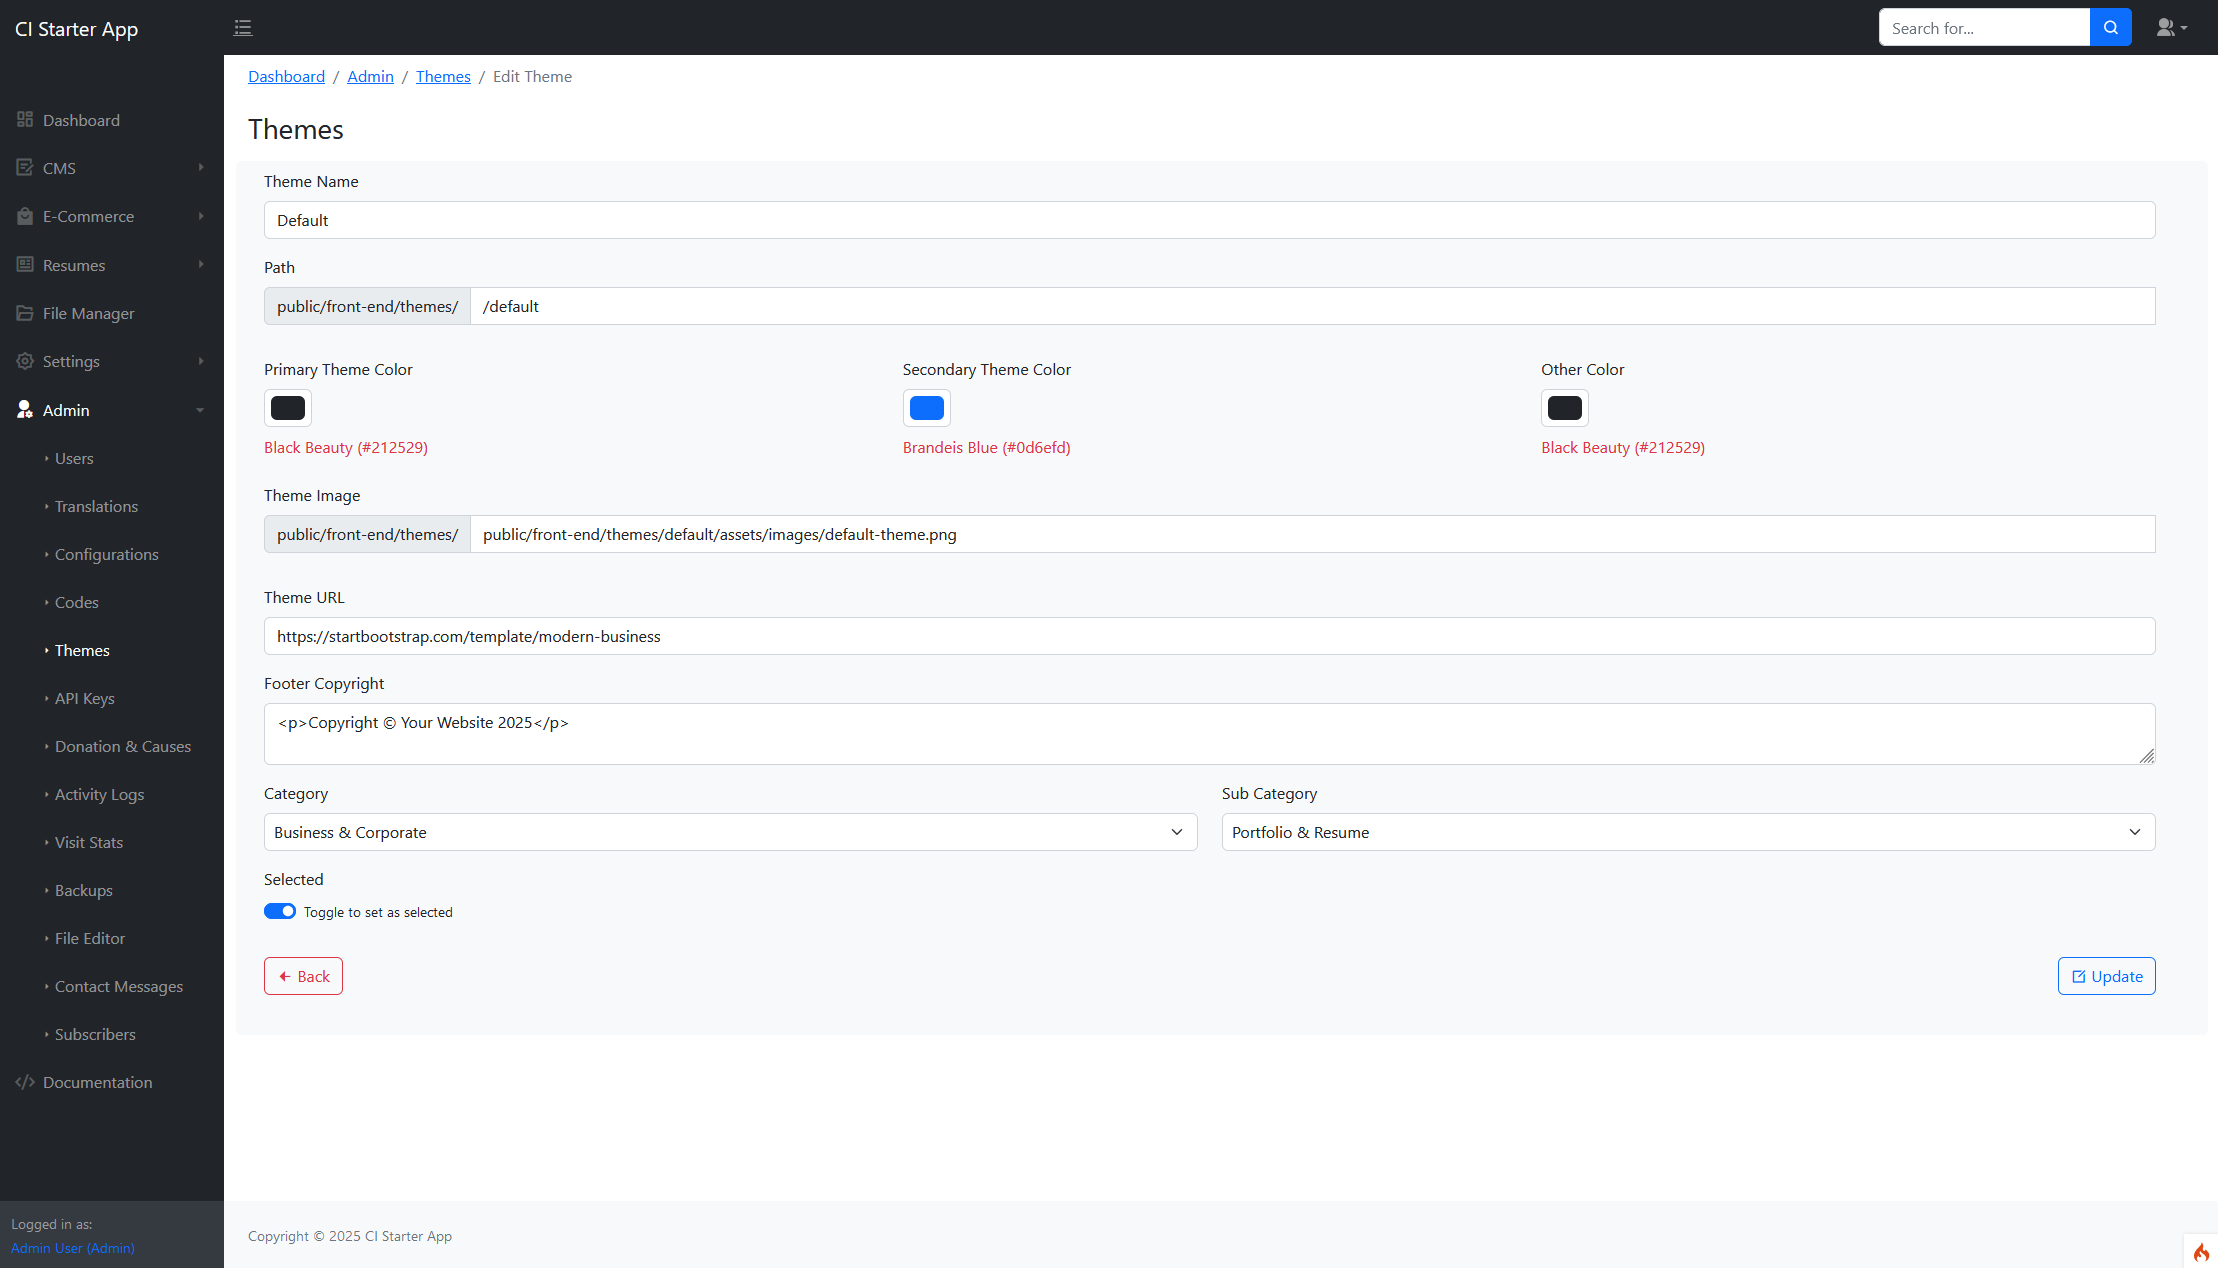 CI Starter App
Search for...
Dashboard / Admin / Themes / Edit Theme
Dashboard
CMS
E-Commerce
Resumes
File Manager
Settings
Admin
Users
Translations
Configurations
Codes
Themes
API Keys
Donation & Causes
Activity Logs
Visit Stats
Backups
File Editor
Contact Messages
Subscribers
Documentation
Logged in as:
Admin User (Admin)
Themes
Theme Name
Default
Path
public/front-end/themes/ /default
Primary Theme Color Secondary Theme Color Other Color
Black Beauty (#212529) Brandeis Blue (#0d6efd) Black Beauty (#212529)
Theme Image
public/front-end/themes/ public/front-end/themes/default/assets/images/default-theme.png
Theme URL
https://startbootstrap.com/template/modern-business
Footer Copyright
<p>Copyright © Your Website 2025</p>
Category Sub Category
Business & Corporate Portfolio & Resume
Selected
Toggle to set as selected
Back Update
Copyright © 2025 CI Starter App